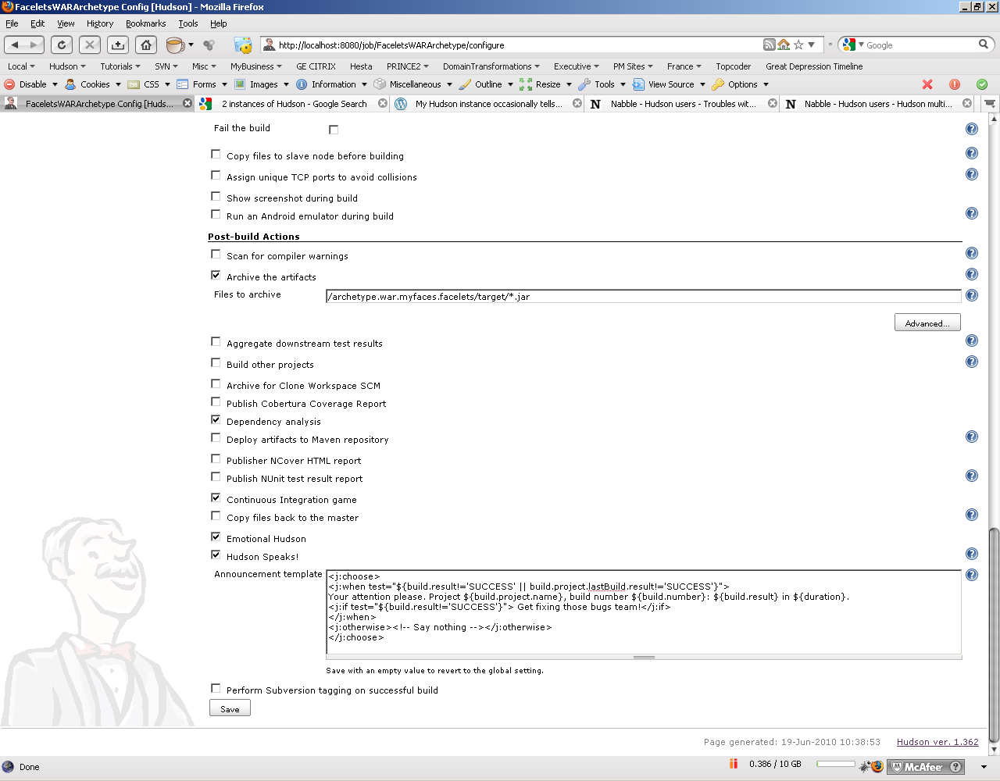 FaceletsWARArchetype Config [Hudson] - Mozilla Firefox
File Edit View History Bookmarks Tools Help
http://localhost:8080/job/FaceletsWARArchetype/configure
Google
Local Hudson Tutorials SVN Misc MyBusiness GE CITRIX Hesta PRINCE2 DomainTransformations Executive PM Sites France Topcoder Great Depression Timeline
Disable Cookies CSS Forms Images Information Miscellaneous Outline Resize Tools View Source Options
FaceletsWARArchetype Config [Huds... 2 instances of Hudson - Google Search My Hudson instance occasionally tells... Nabble - Hudson users - Troubles wit... Nabble - Hudson users - Hudson multi...
Fail the build
Copy files to slave node before building
Assign unique TCP ports to avoid collisions
Show screenshot during build
Run an Android emulator during build
Post-build Actions
Scan for compiler warnings
Archive the artifacts
Files to archive /archetype.war.myfaces.facelets/target/*.jar
Advanced...
Aggregate downstream test results
Build other projects
Archive for Clone Workspace SCM
Publish Cobertura Coverage Report
Dependency analysis
Deploy artifacts to Maven repository
Publisher NCover HTML report
Publish NUnit test result report
Continuous Integration game
Copy files back to the master
Emotional Hudson
Hudson Speaks!
Announcement template
<j:choose>
<j:when test="${build.result!='SUCCESS' || build.project.lastBuild.result!='SUCCESS'}">
Your attention please. Project ${build.project.name}, build number ${build.number}: ${build.result} in ${duration}.
<j:if test="${build.result!='SUCCESS'}"> Get fixing those bugs team!</j:if>
</j:when>
<j:otherwise><!-- Say nothing --></j:otherwise>
</j:choose>
Save with an empty value to revert to the global setting.
Perform Subversion tagging on successful build
Save
Page generated: 19-Jun-2010 10:38:53 Hudson ver. 1.362
Done 0.386 / 10 GB McAfee